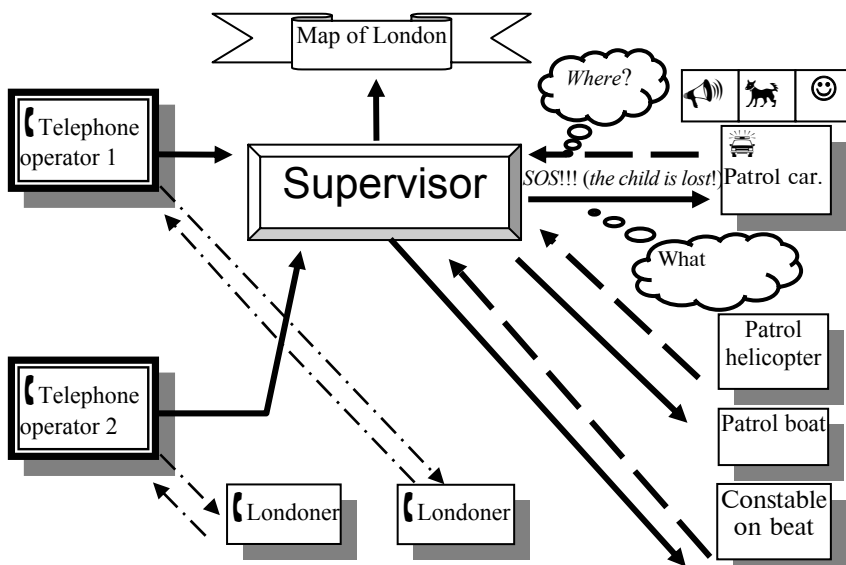 Map of London
Where?
Telephone
operator 1
Supervisor
SOS!!! (the child is lost!)
Patrol car.
What
Patrol
helicopter
Telephone
operator 2
Patrol boat
Londoner
Londoner
Constable
on beat